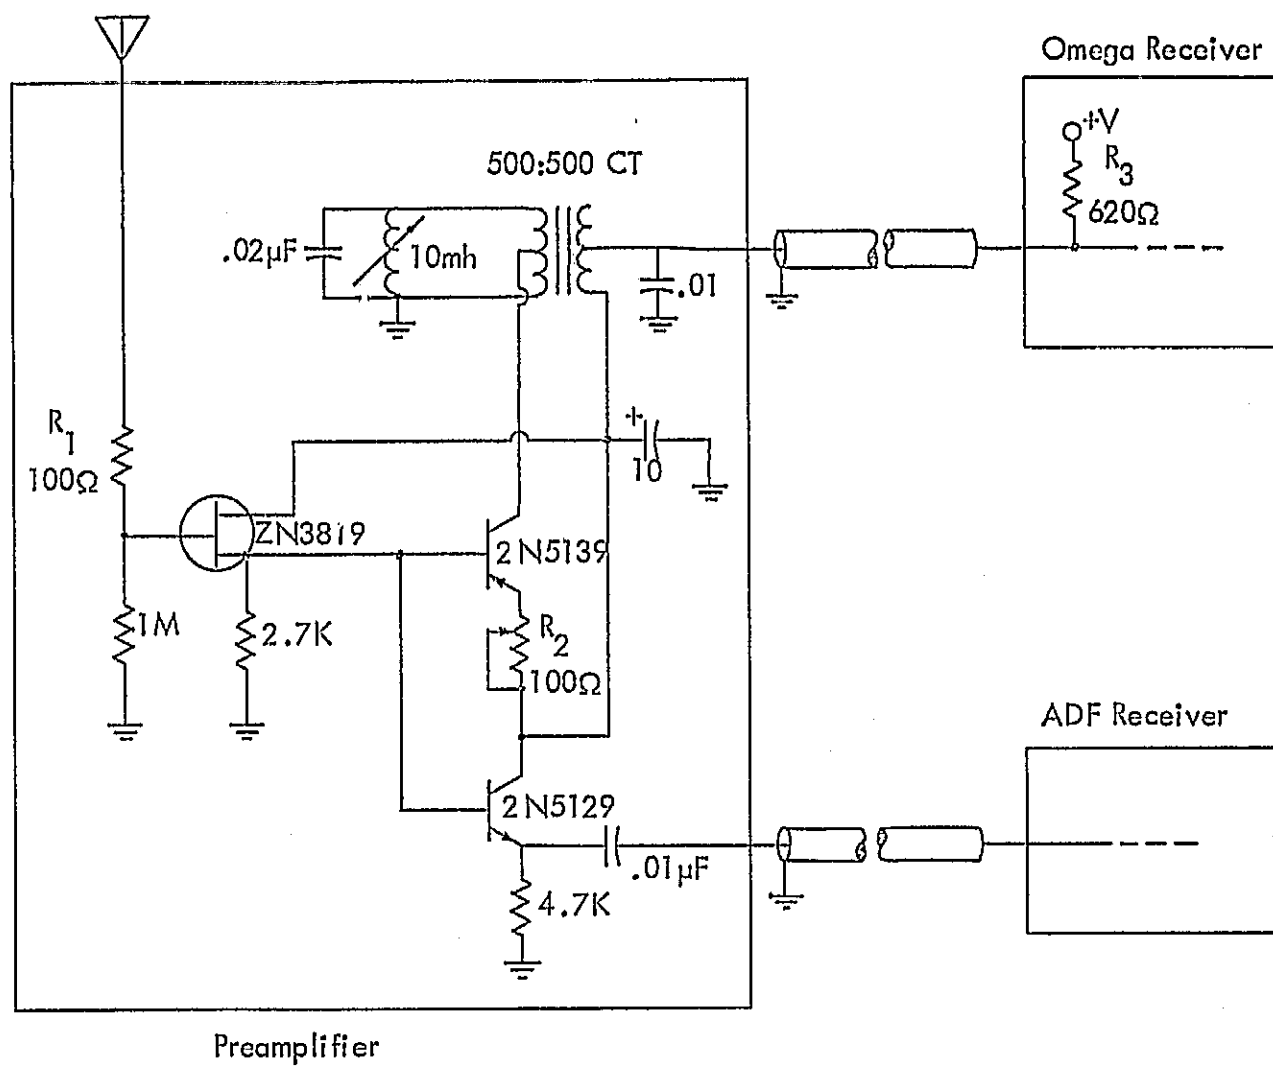 Omega Receiver
+V
R3
620Ω
500:500 CT
.02µF
10mh
.01
R1
100Ω
+
10
ZN3819
2N5139
1M
2.7K
R2
100Ω
ADF Receiver
2N5129
.01µF
4.7K
Preamplifier